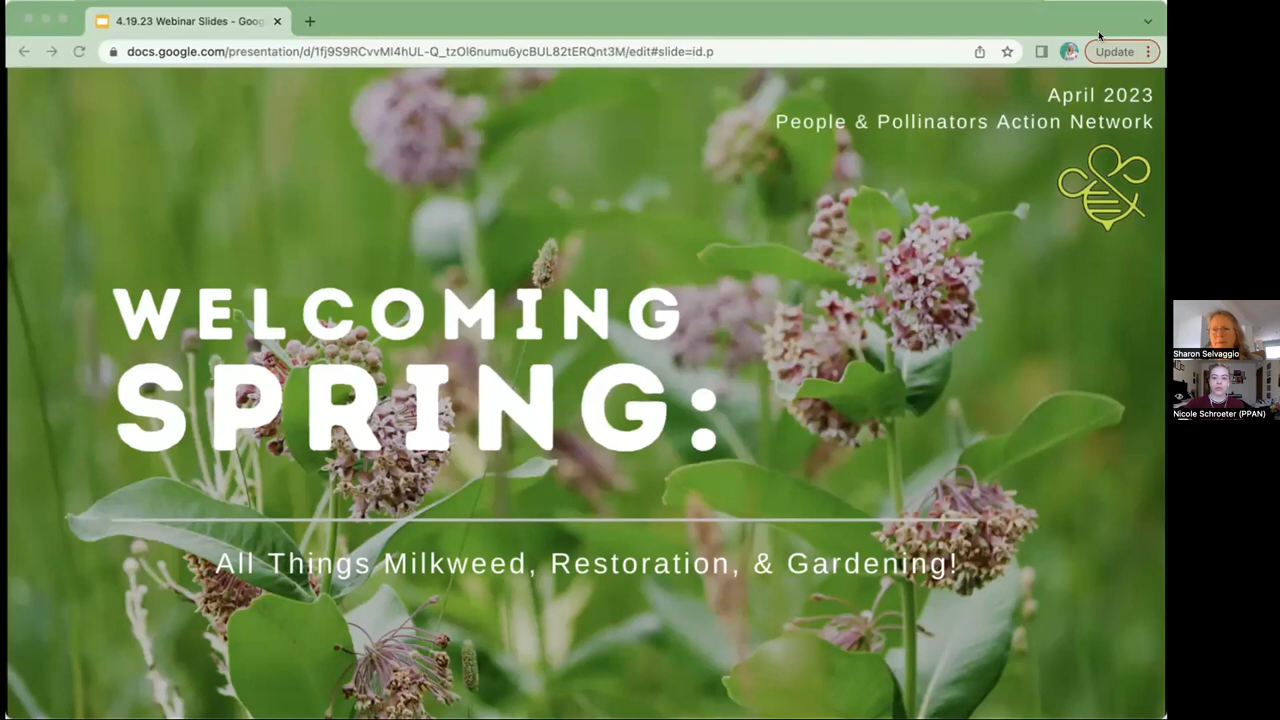 4.19.23 Webinar Slides - Goog
docs.google.com/presentation/d/1fj9S9RCvvMI4hUL-Q_tzOl6numu6ycBUL82tERQnt3M/edit#slide=id.p
Update
April 2023
People & Pollinators Action Network
WELCOMING
SPRING:
All Things Milkweed, Restoration, & Gardening!
Sharon Selvaggio
Nicole Schroeter (PPAN)